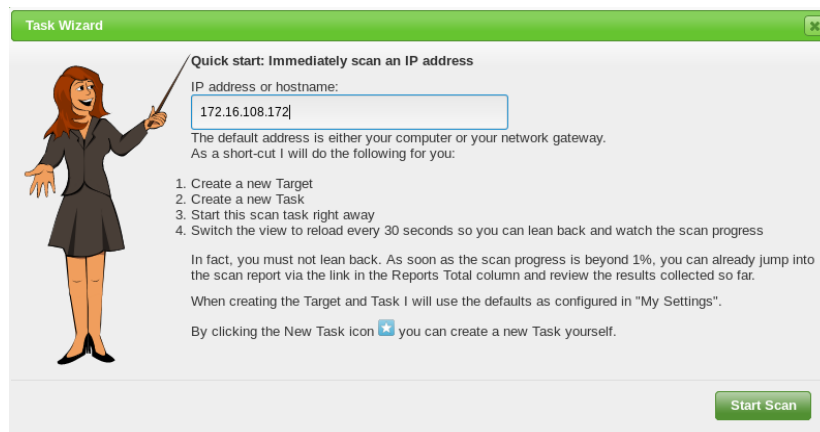 Task Wizard
Quick start: Immediately scan an IP address
IP address or hostname:
172.16.108.172
The default address is either your computer or your network gateway.
As a short-cut I will do the following for you:
1. Create a new Target
2. Create a new Task
3. Start this scan task right away
4. Switch the view to reload every 30 seconds so you can lean back and watch the scan progress
In fact, you must not lean back. As soon as the scan progress is beyond 1%, you can already jump into
the scan report via the link in the Reports Total column and review the results collected so far.
When creating the Target and Task I will use the defaults as configured in "My Settings".
By clicking the New Task icon you can create a new Task yourself.
Start Scan